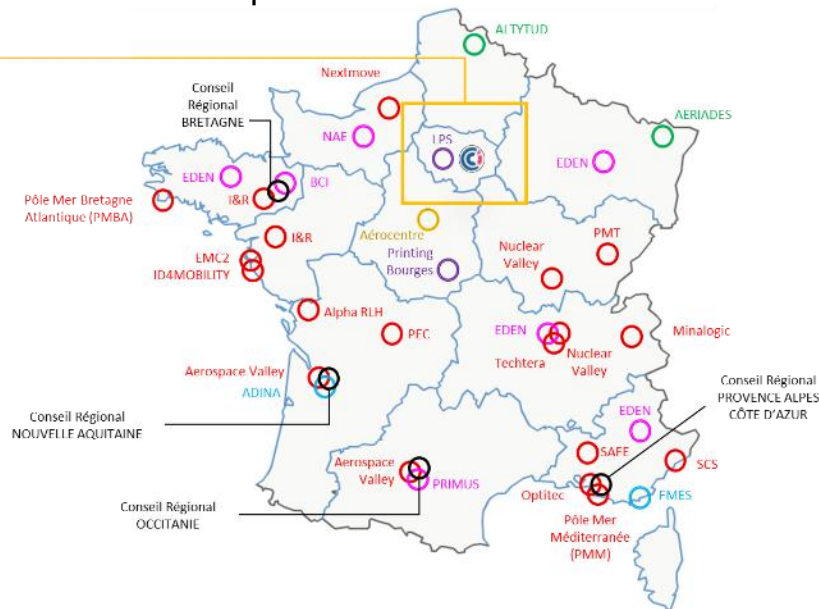 ALTYTUD
Nextmove
Conseil
Régional
BRETAGNE
AERIADES
NAE
LPS
EDEN
EDEN
BCI
I&R
Pôle Mer Bretagne
Atlantique (PMBA)
I&R
Aérocentre
Printing
Bourges
PMT
Nuclear
Valley
EMC2
ID4MOBILITY
Alpha RLH
PEC
EDEN
Techtera
Nuclear
Valley
Minalogic
Aerospace Valley
ADINA
Conseil Régional
PROVENCE ALPES
CÔTE D'AZUR
Conseil Régional
NOUVELLE AQUITAINE
EDEN
SAFE
SCS
Aerospace
Valley
PRIMUS
Optitec
FMES
Conseil Régional
OCCITANIE
Pôle Mer
Méditerranée
(PMM)